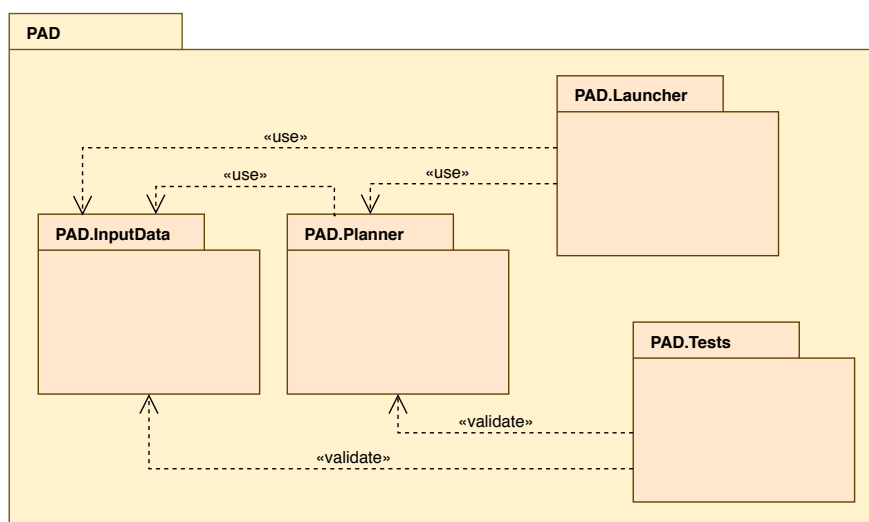 PAD
PAD.Launcher
«use»
«use»
«use»
PAD.InputData
PAD.Planner
PAD.Tests
«validate»
«validate»